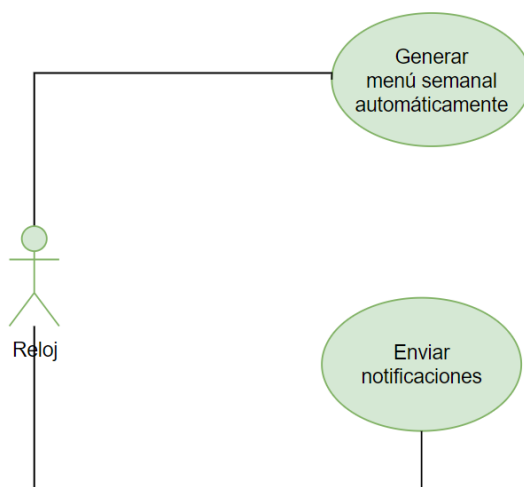 Generar
menú semanal
automáticamente
Reloj
Enviar
notificaciones